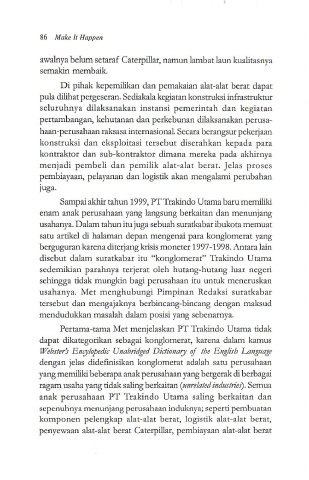 86 Make It Happen
awalnya belum setaraf Caterpillar, namun lambat laun kualitasnya
semakin membaik.
Di pihak kepemilikan dan pemakaian alat-alat berat dapat
pula dilihat pergeseran. Sediakala kegiatan konstruksi infrastruktur
seluruhnya dilaksanakan instansi pemerintah dan kegiatan
pertambangan, kehutanan dan perkebunan dilaksanakan perusa-
haan-perusahaan raksasa internasional. Secara berangsur pekerjaan
konstruksi dan eksploitasi tersebut diserahkan kepada para
kontraktor dan sub-kontraktor dimana mereka pada akhirnya
menjadi pembeli dan pemilik alat-alat berat. Jelas proses
pembiayaan, pelayanan dan logistik akan mengalami perubahan
juga.
Sampai akhir tahun 1999, PT Trakindo Utama baru memiliki
enam anak perusahaan yang langsung berkaitan dan menunjang
usahanya. Dalam tahun itu juga sebuah suratkabar ibukota memuat
satu artikel di halaman depan mengenai para konglomerat yang
berguguran karena diterjang krisis moneter 1997-1998. Antara lain
disebut dalam suratkabar itu "konglomerat" Trakindo Utama
sedemikian parahnya terjerat oleh hutang-hutang luar negeri
sehingga tidak mungkin bagi perusahaan itu untuk meneruskan
usahanya. Met menghubungi Pimpinan Redaksi suratkabar
tersebut dan mengajaknya berbincang-bincang dengan maksud
mendudukkan masalah dalam posisi yang sebenarnya.
Pertama-tama Met menjelaskan PT Trakindo Utama tidak
dapat dikategorikan sebagai konglomerat, karena dalam kamus
Webster's Encylopedic Unabridged Dictionary of the English Language
dengan jelas didefinisikan konglomerat adalah satu perusahaan
yang memiliki beberapa anak perusahaan yang bergerak di berbagai
ragam usaha yang tidak saling berkaitan (unrelated industries). Semua
anak perusahaan PT Trakindo Utama saling berkaitan dan
sepenuhnya menunjang perusahaan induknya; seperti pembuatan
komponen pelengkap alat-alat berat, logistik alat-alat berat,
penyewaan alat-alat berat Caterpillar, pembiayaan alat-alat berat